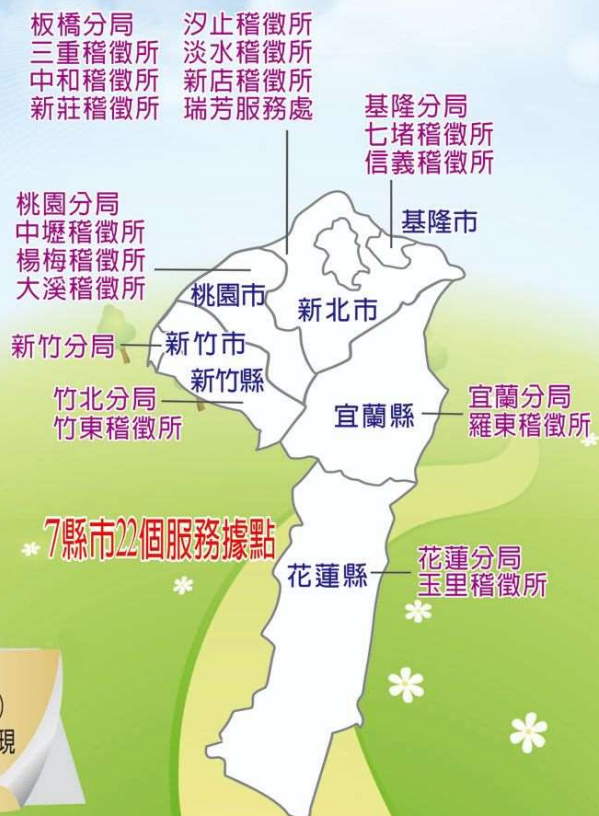 板橋分局
三重稽徵所
中和稽徵所
新莊稽徵所
汐止稽徵所
淡水稽徵所
新店稽徵所
瑞芳服務處
基隆分局
七堵稽徵所
信義稽徵所
桃園分局
中壢稽徵所
楊梅稽徵所
大溪稽徵所
基隆市
桃園市
新北市
新竹分局
新竹市
新竹縣
竹北分局
竹東稽徵所
宜蘭縣
宜蘭分局
羅東稽徵所
7縣市22個服務據點
花蓮縣
花蓮分局
玉里稽徵所
)
現